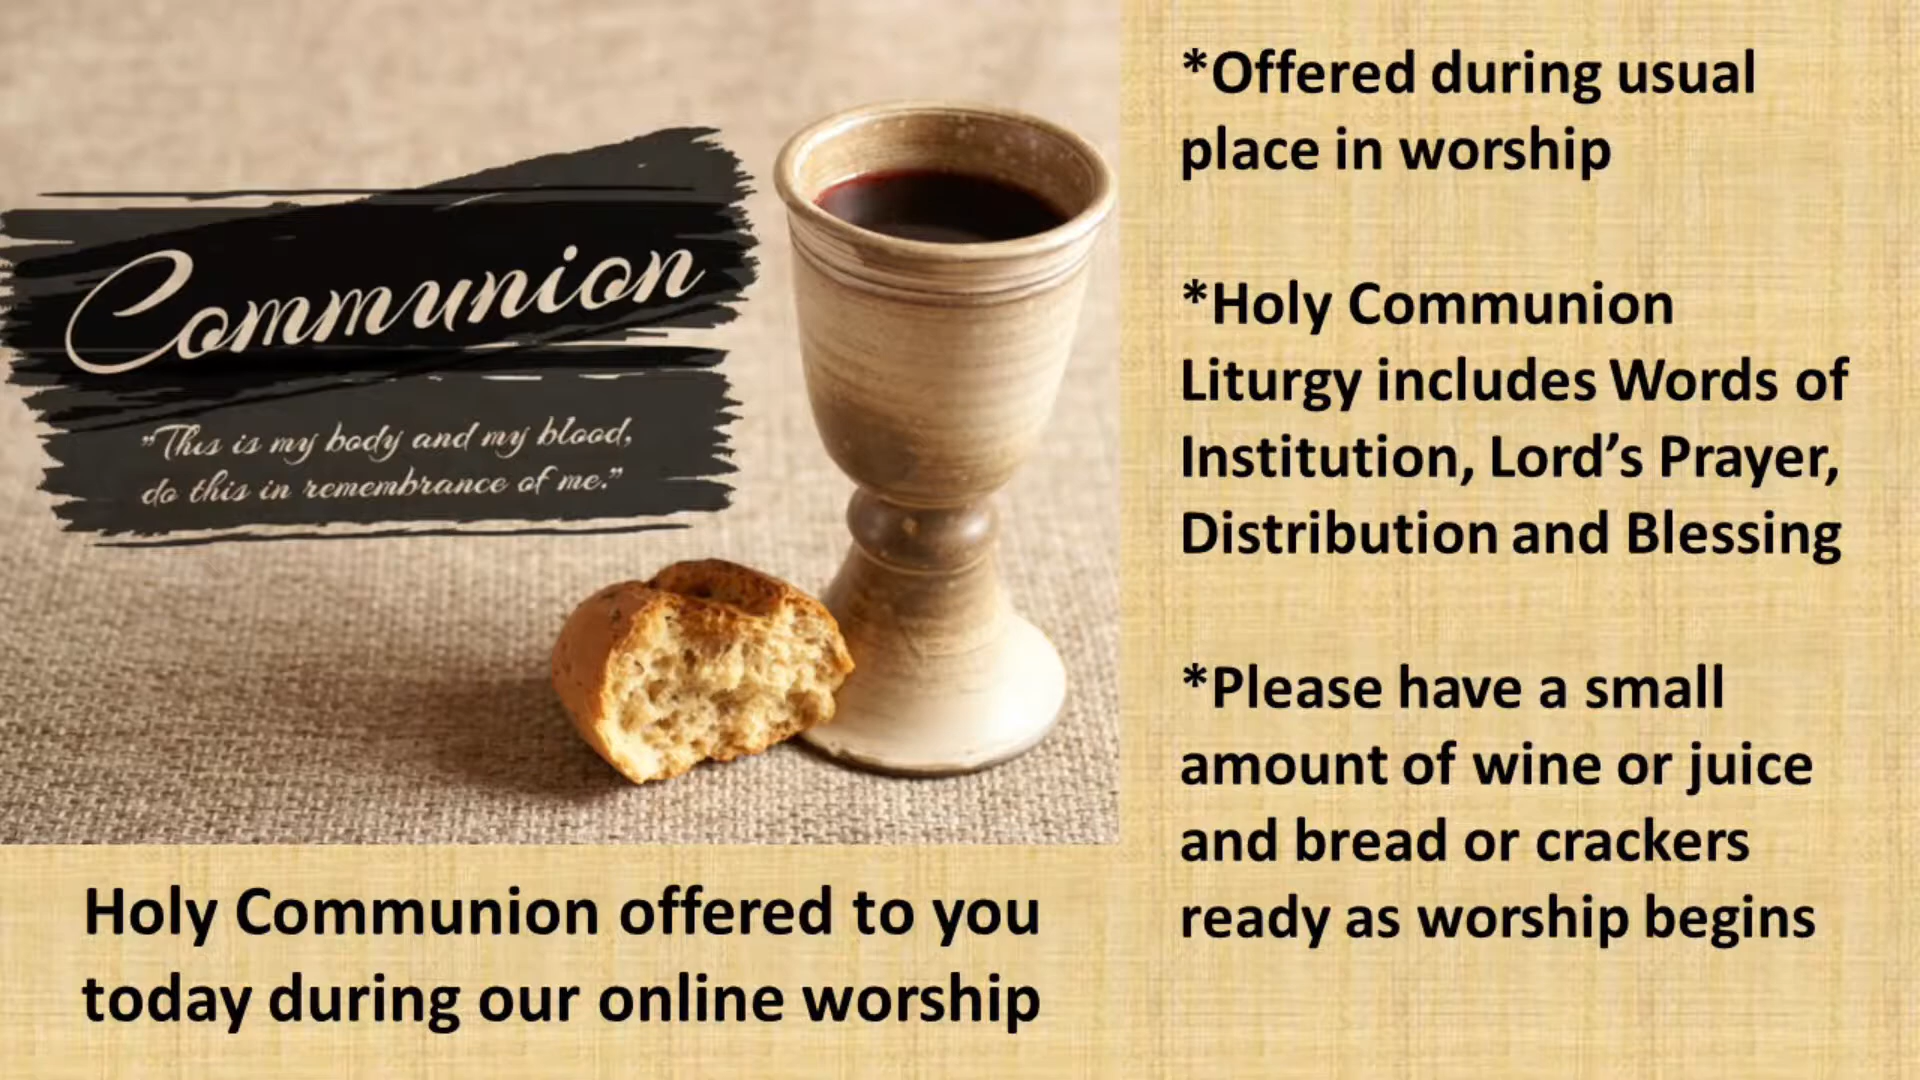 Communion
"This is my body and my blood,
do this in remembrance of me."
Holy Communion offered to you
today during our online worship
*Offered during usual
place in worship
*Holy Communion
Liturgy includes Words of
Institution, Lord’s Prayer,
Distribution and Blessing
*Please have a small
amount of wine or juice
and bread or crackers
ready as worship begins